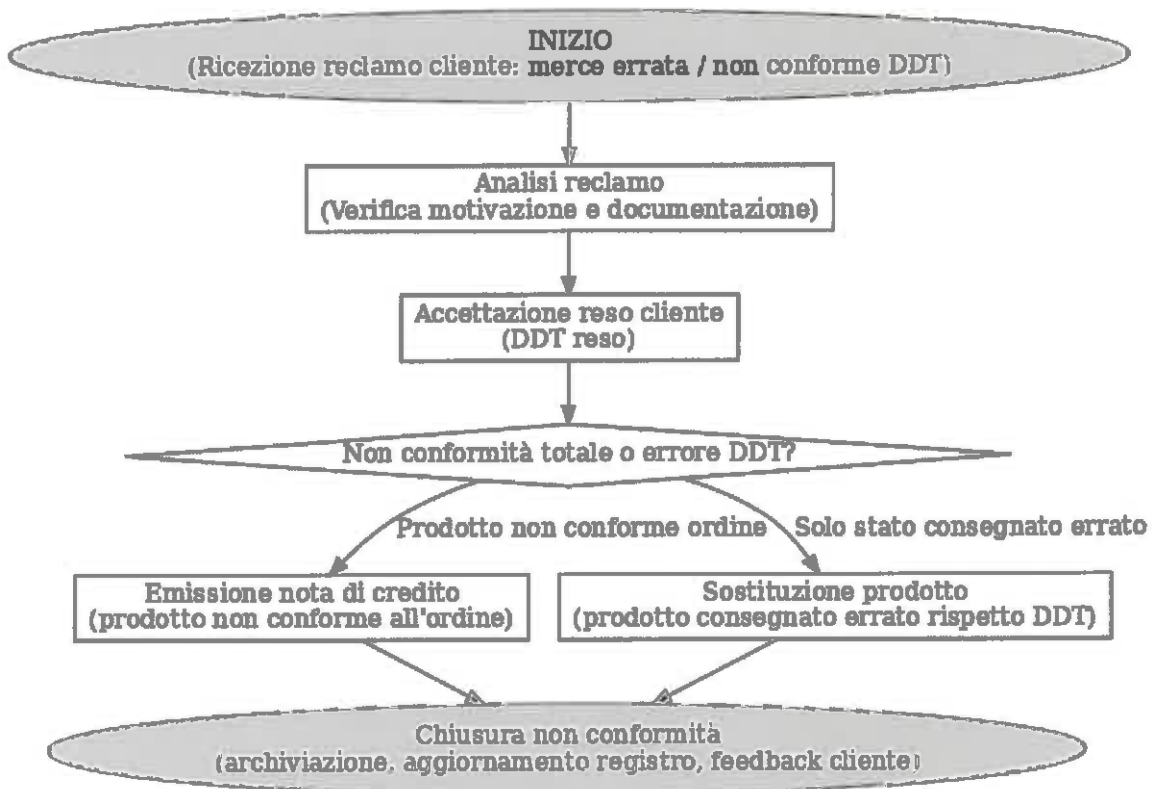 INIZIO
(Ricezione reclamo cliente: merce errata / non conforme DDT)
Analisi reclamo
(Verifica motivazione e documentazione)
Accettazione reso cliente
(DDT reso)
Non conformità totale o errore DDT?
Prodotto non conforme ordine
Solo stato consegnato errato
Emissione nota di credito
(prodotto non conforme all'ordine)
Sostituzione prodotto
(prodotto consegnato errato rispetto DDT)
Chiusura non conformità
(archiviazione, aggiornamento registro, feedback cliente)